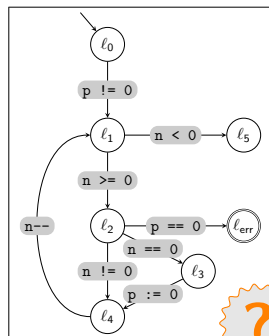 ℓ0
p != 0
ℓ1
n < 0
ℓ5
n >= 0
n--
ℓ2
p == 0
ℓerr
n == 0
n != 0
ℓ3
p := 0
ℓ4
?